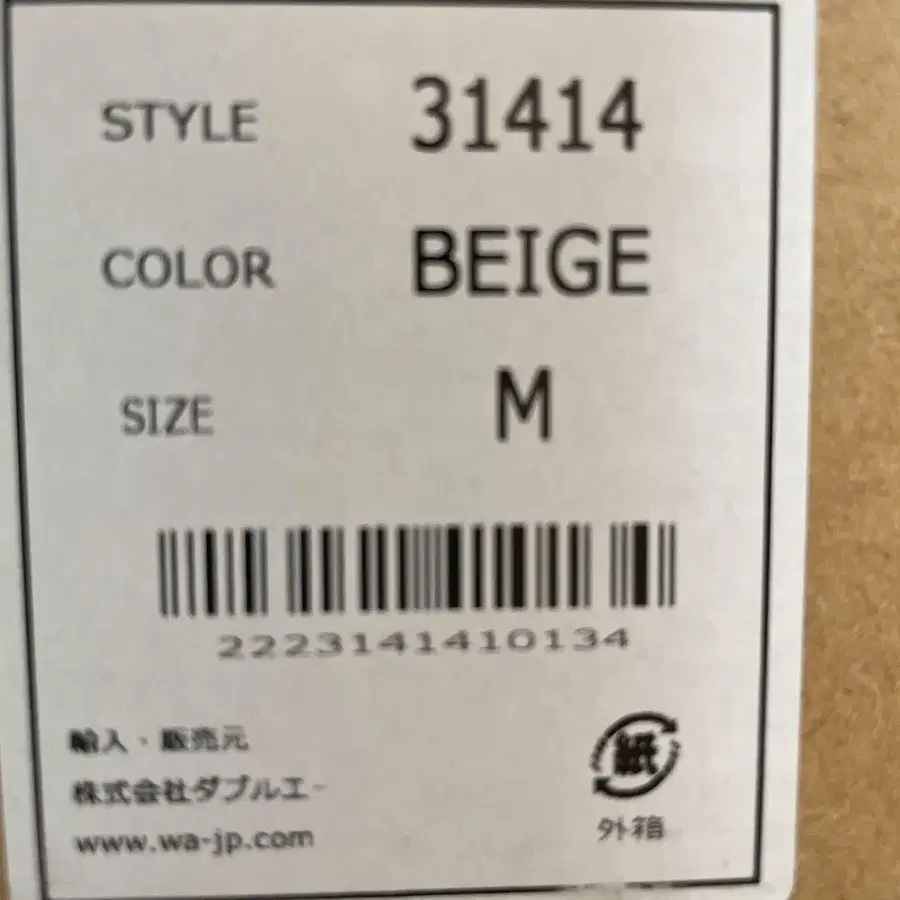 STYLE 31414
COLOR BEIGE
SIZE M
2223141410134
輸入・販売元
株式会社ダブルエー
www.wa-jp.com
紙
外箱